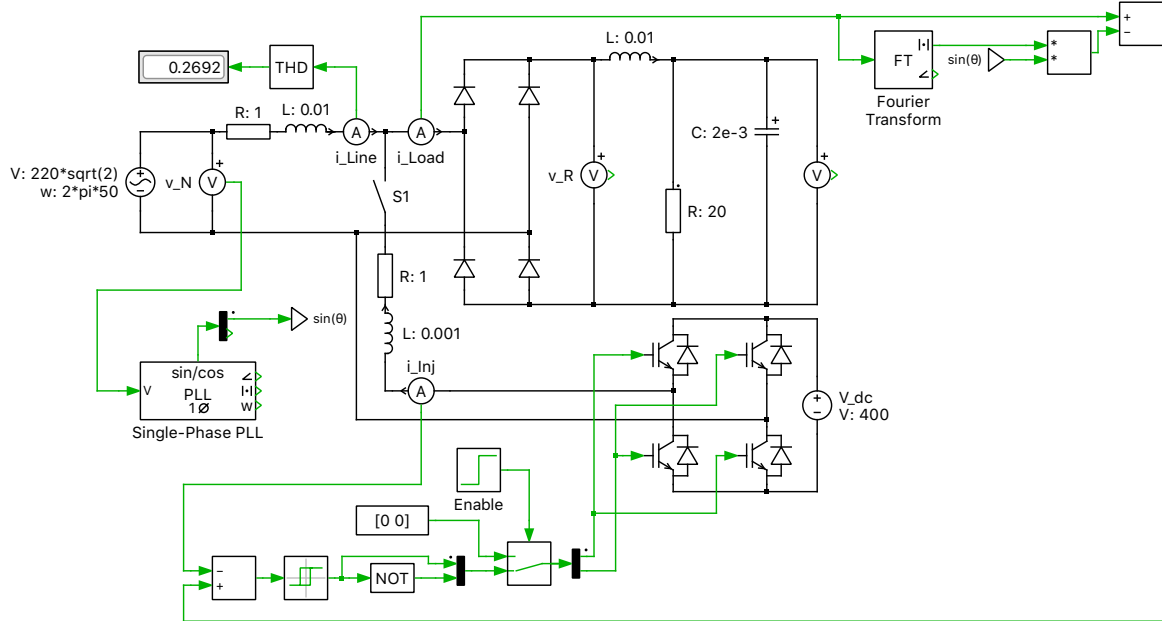 L: 0.01
+
−
0.2692
THD
FT
|•|
∠
sin(θ)
*
*
Fourier
Transform
R: 1
L: 0.01
A
i_Line
A
i_Load
V: 220*sqrt(2)
w: 2*pi*50
v_N
V
+
S1
v_R
V
+
C: 2e-3
+
R: 20
V
+
R: 1
L: 0.001
sin(θ)
i_Inj
A
sin/cos
V
PLL
1Ø
∠
|•|
w
Single-Phase PLL
V_dc
V: 400
+
−
Enable
[0 0]
−
+
NOT